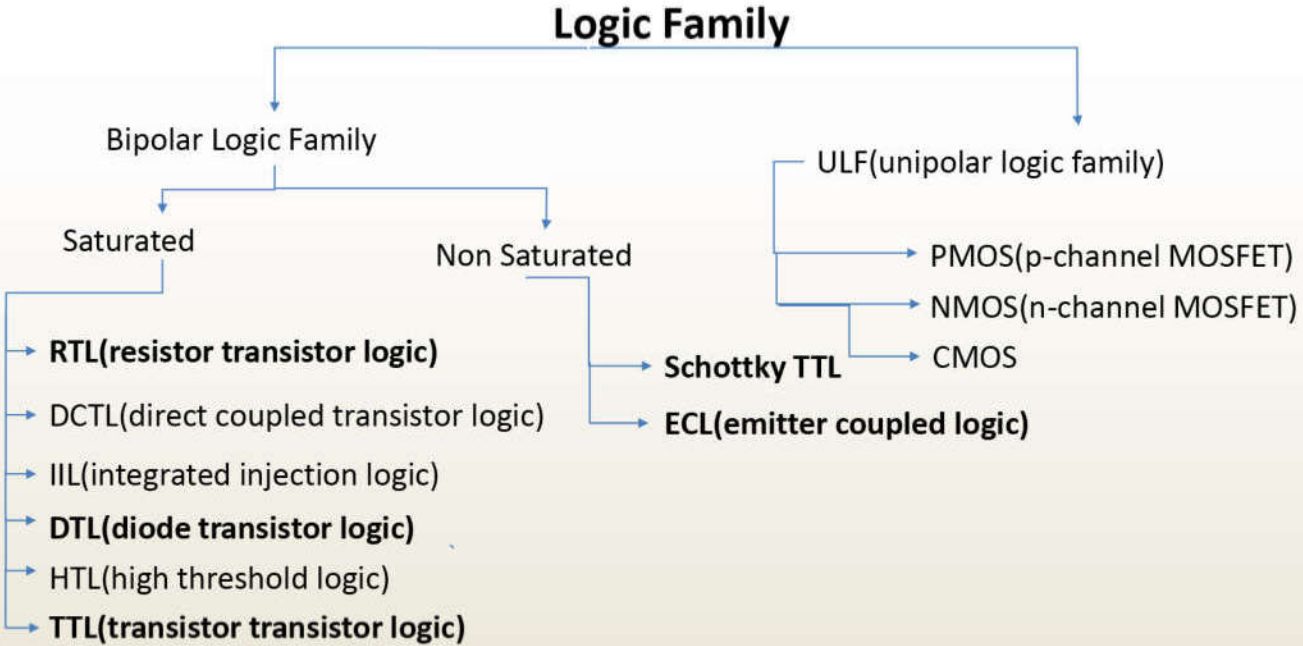 Logic Family
Bipolar Logic Family
ULF(unipolar logic family)
Saturated
Non Saturated
PMOS(p-channel MOSFET)
NMOS(n-channel MOSFET)
CMOS
RTL(resistor transistor logic)
DCTL(direct coupled transistor logic)
IIL(integrated injection logic)
DTL(diode transistor logic)
HTL(high threshold logic)
TTL(transistor transistor logic)
Schottky TTL
ECL(emitter coupled logic)